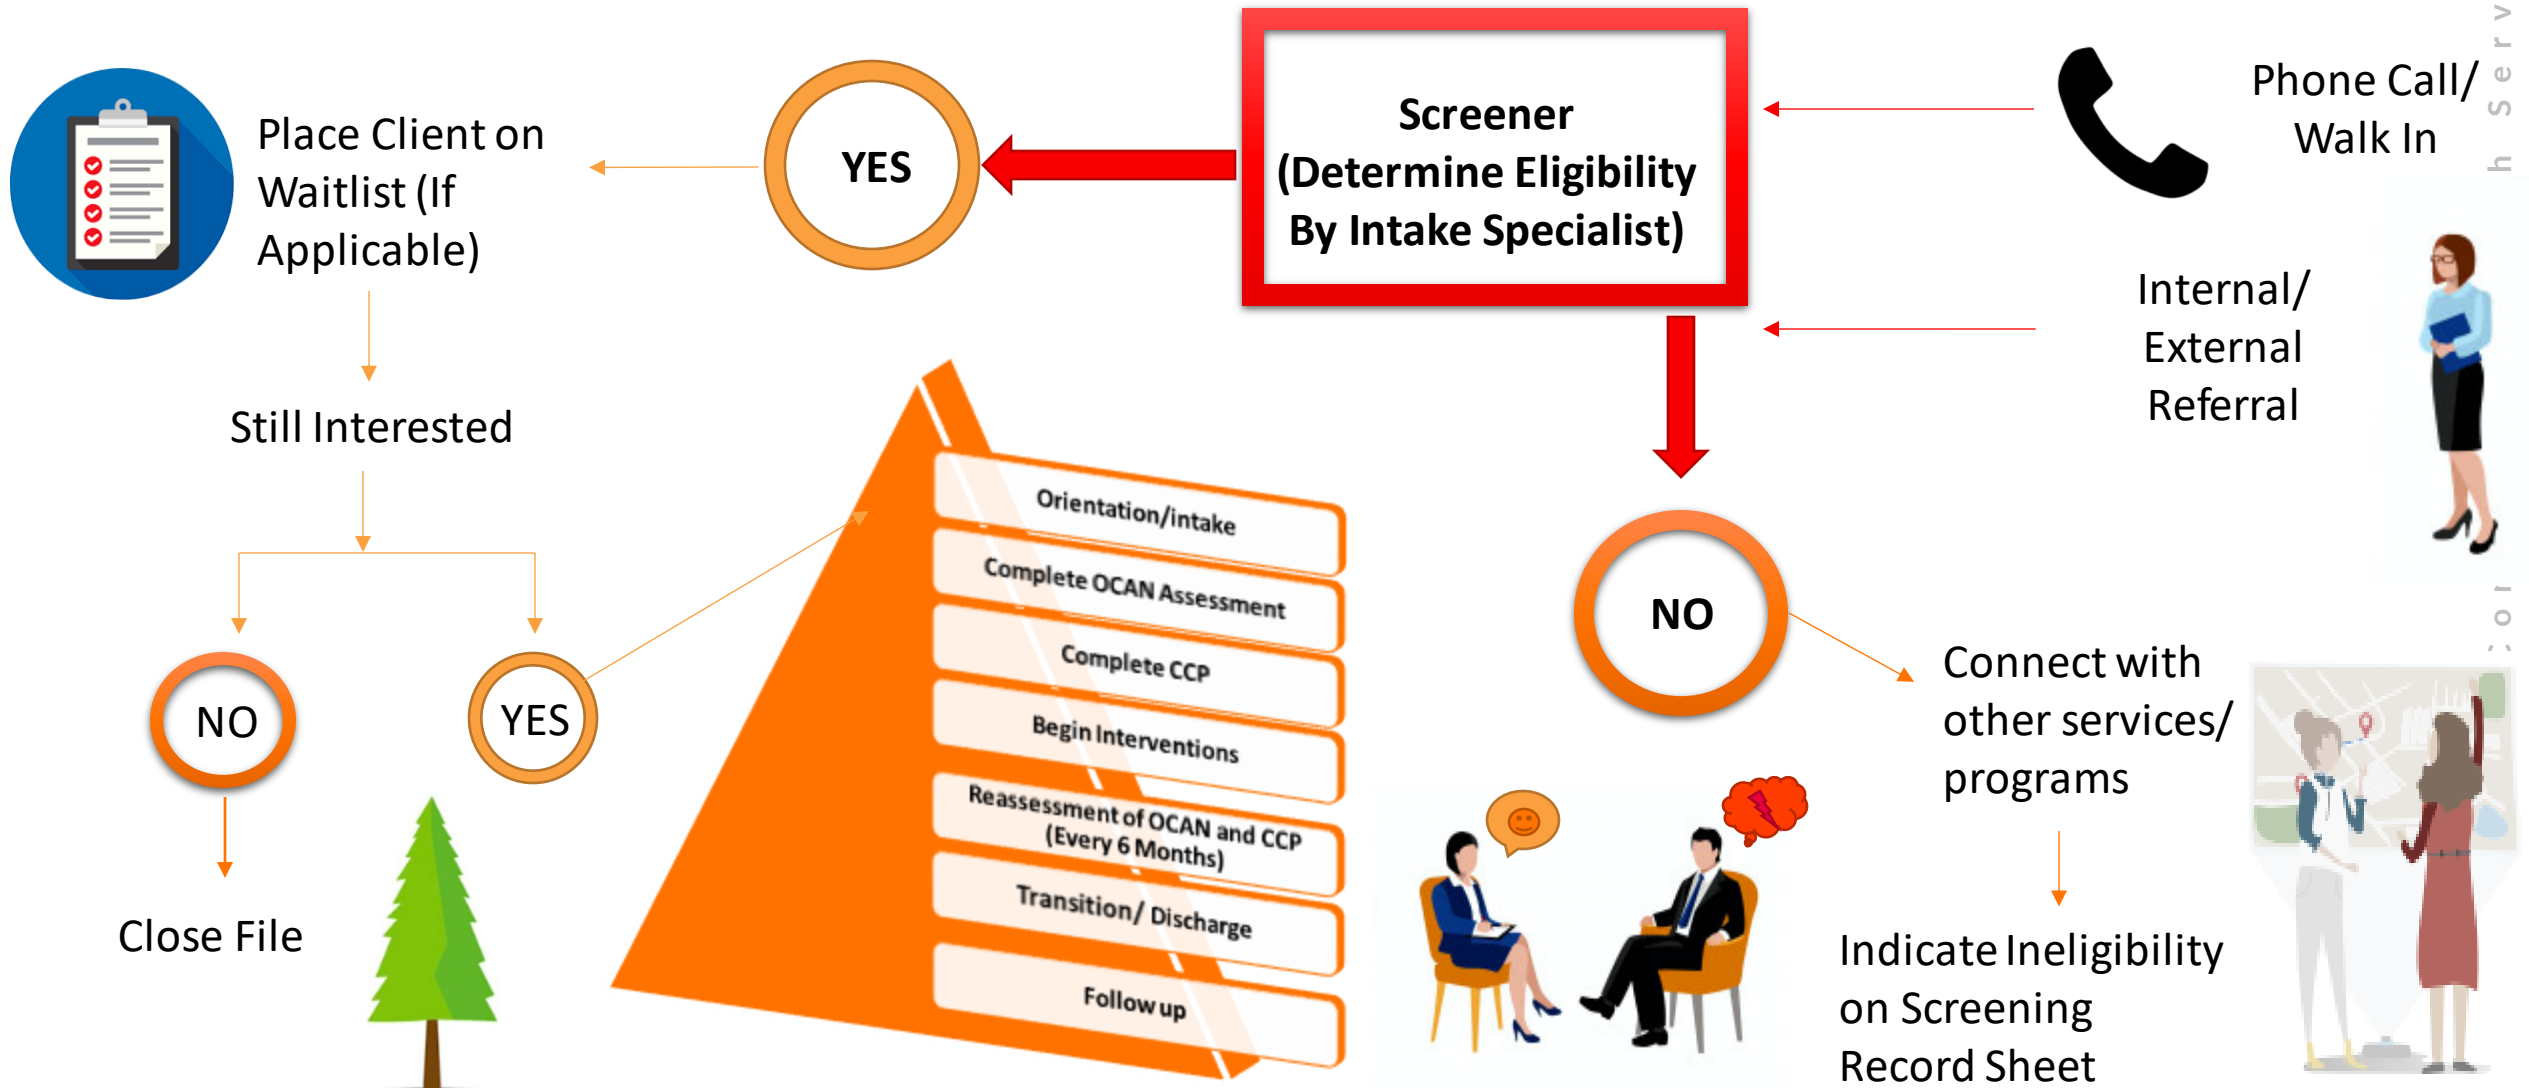 Place Client on
Waitlist (If
Applicable)
YES
Screener
(Determine Eligibility
By Intake Specialist)
Phone Call/
Walk In
Internal/
External
Referral
Still Interested
NO
YES
Close File
Orientation/intake
Complete OCAN Assessment
Complete CCP
Begin Interventions
Reassessment of OCAN and CCP
(Every 6 Months)
Transition/ Discharge
Follow up
NO
Connect with
other services/
programs
Indicate Ineligibility
on Screening
Record Sheet
h Serv